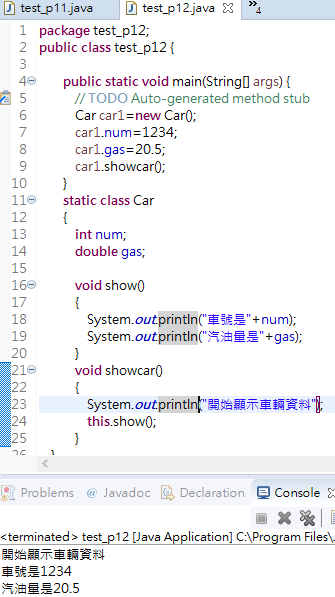 test_p11.java
test_p12.java
4
1 package test_p12;
2 public class test_p12 {
3
4 public static void main(String[] args) {
5 // TODO Auto-generated method stub
6 Car car1=new Car();
7 car1.num=1234;
8 car1.gas=20.5;
9 car1.showcar();
10 }
11 static class Car
12 {
13 int num;
14 double gas;
15
16 void show()
17 {
18 System.out.println("車號是"+num);
19 System.out.println("汽油量是"+gas);
20 }
21 void showcar()
22 {
23 System.out.println("開始顯示車輛資料");
24 this.show();
25 }
26 }
Problems @ Javadoc Declaration Console
<terminated> test_p12 [Java Application] C:\Program Files\
開始顯示車輛資料
車號是1234
汽油量是20.5